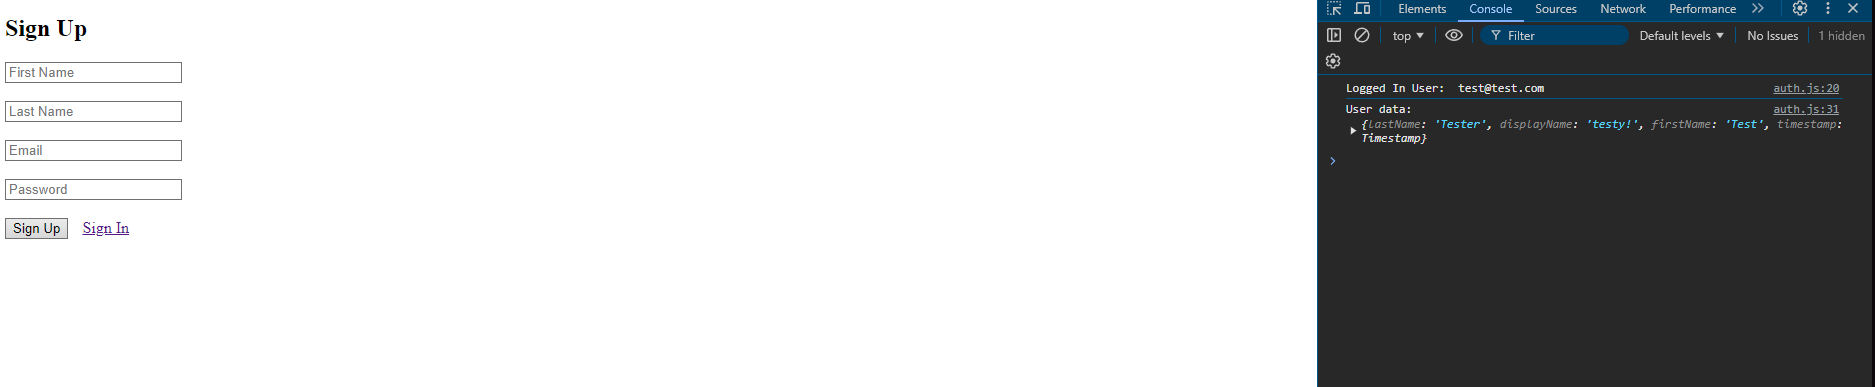 Sign Up
First Name
Last Name
Email
Password
Sign Up Sign In
Elements Console Sources Network Performance
top Filter Default levels No Issues 1 hidden
Logged In User: test@test.com auth.js:20
User data: auth.js:31
{lastName: 'Tester', displayName: 'testy!', firstName: 'Test', timestamp:
Timestamp}